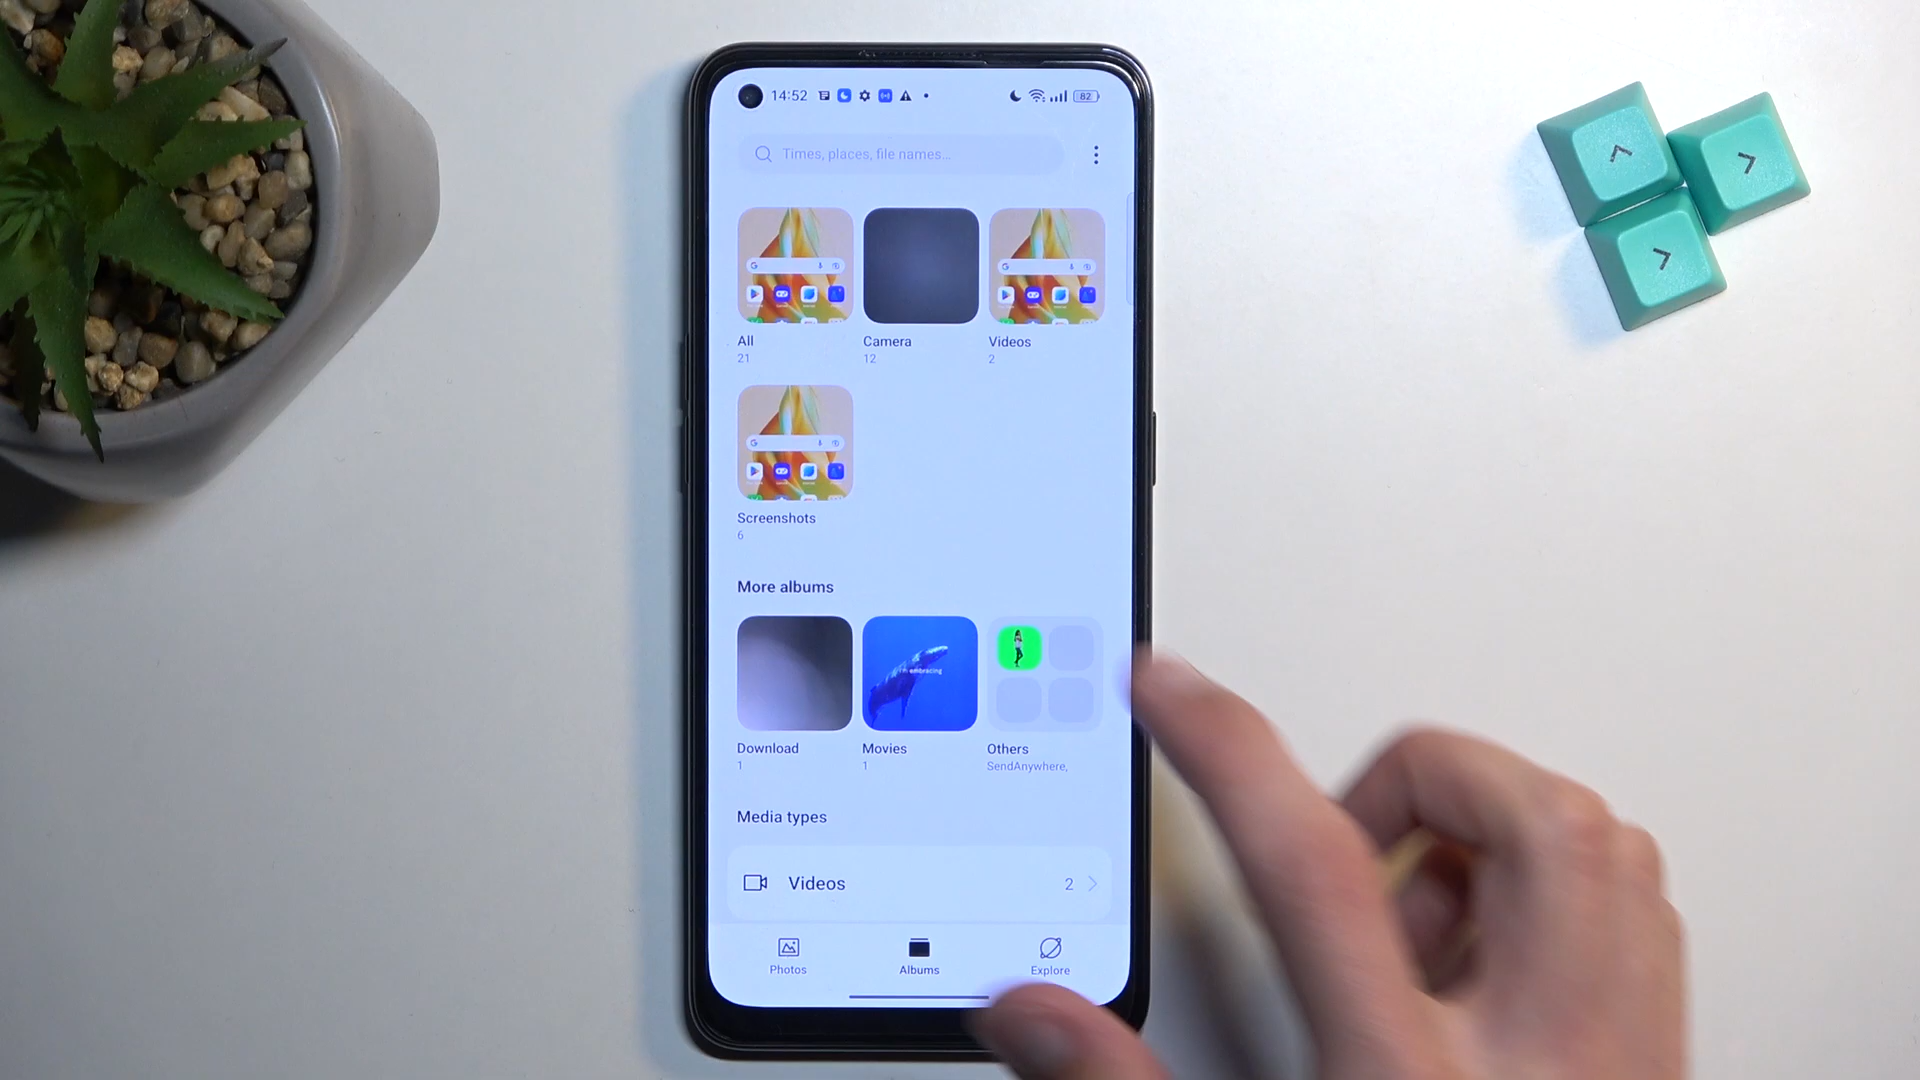 14:52
82
Times, places, file names...
All
21
Camera
12
Videos
2
Screenshots
6
More albums
I'm embracing
Download
1
Movies
1
Others
SendAnywhere,
Media types
Videos
2
Photos
Albums
Explore